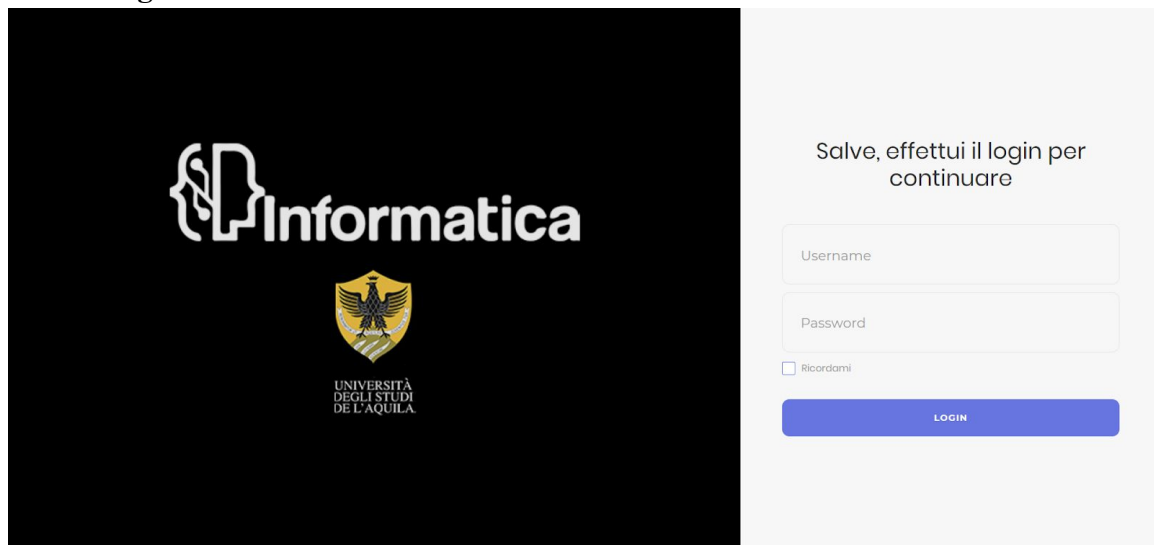 Informatica
UNIVERSITÀ
DEGLI STUDI
DE L'AQUILA
Salve, effettui il login per
continuare
Username
Password
Ricordami
LOGIN